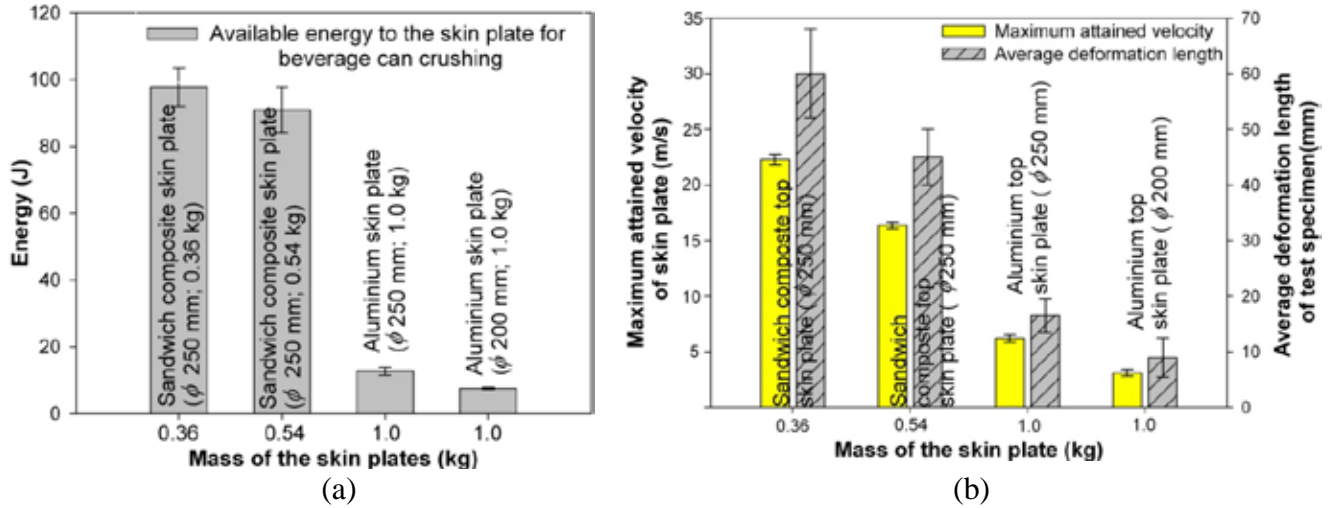 120
100
80
60
40
20
0
Energy (J)
Available energy to the skin plate for
beverage can crushing
Sandwich composite skin plate
(ϕ 250 mm; 0.36 kg)
Sandwich composite skin plate
(ϕ 250 mm; 0.54 kg)
Aluminium skin plate
(ϕ 250 mm; 1.0 kg)
Aluminium skin plate
(ϕ 200 mm; 1.0 kg)
0.36 0.54 1.0 1.0
Mass of the skin plates (kg)
(a)
35
30
25
20
15
10
5
Maximum attained velocity
of skin plate (m/s)
Maximum attained velocity
Average deformation length
Sandwich composte top
skin plate ( ϕ 250 mm)
Sandwich
composte top
skin plate ( ϕ250 mm)
Aluminium top
skin plate ( ϕ 250 mm)
Aluminium top
skin plate ( ϕ 200 mm)
70
60
50
40
30
20
10
0
Average deformation length
of test specimen(mm)
0.36 0.54 1.0 1.0
Mass of the skin plate (kg)
(b)